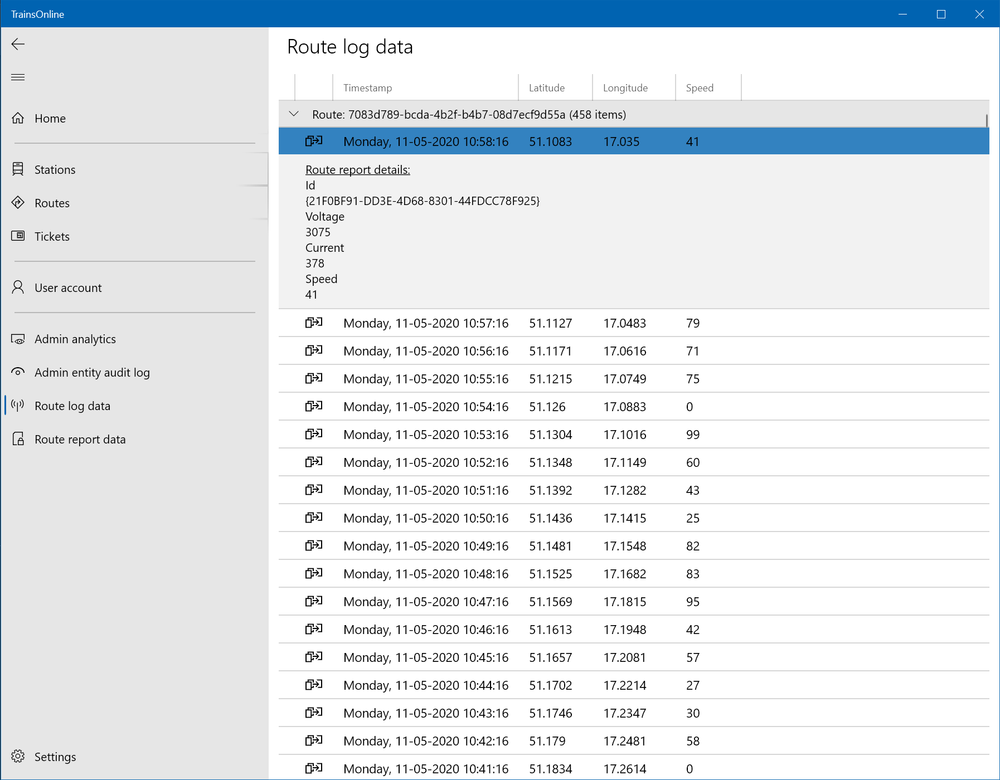 TrainsOnline
Home
Stations
Routes
Tickets
User account
Admin analytics
Admin entity audit log
Route log data
Route report data
Settings
Route log data
Timestamp Latitude Longitude Speed
Route: 7083d789-bcda-4b2f-b4b7-08d7ecf9d55a (458 items)
Monday, 11-05-2020 10:58:16 51.1083 17.035 41
Route report details:
Id
{21F0BF91-DD3E-4D68-8301-44FDCC78F925}
Voltage
3075
Current
378
Speed
41
Monday, 11-05-2020 10:57:16 51.1127 17.0483 79
Monday, 11-05-2020 10:56:16 51.1171 17.0616 71
Monday, 11-05-2020 10:55:16 51.1215 17.0749 75
Monday, 11-05-2020 10:54:16 51.126 17.0883 0
Monday, 11-05-2020 10:53:16 51.1304 17.1016 99
Monday, 11-05-2020 10:52:16 51.1348 17.1149 60
Monday, 11-05-2020 10:51:16 51.1392 17.1282 43
Monday, 11-05-2020 10:50:16 51.1436 17.1415 25
Monday, 11-05-2020 10:49:16 51.1481 17.1548 82
Monday, 11-05-2020 10:48:16 51.1525 17.1682 83
Monday, 11-05-2020 10:47:16 51.1569 17.1815 95
Monday, 11-05-2020 10:46:16 51.1613 17.1948 42
Monday, 11-05-2020 10:45:16 51.1657 17.2081 57
Monday, 11-05-2020 10:44:16 51.1702 17.2214 27
Monday, 11-05-2020 10:43:16 51.1746 17.2347 30
Monday, 11-05-2020 10:42:16 51.179 17.2481 58
Monday, 11-05-2020 10:41:16 51.1834 17.2614 0